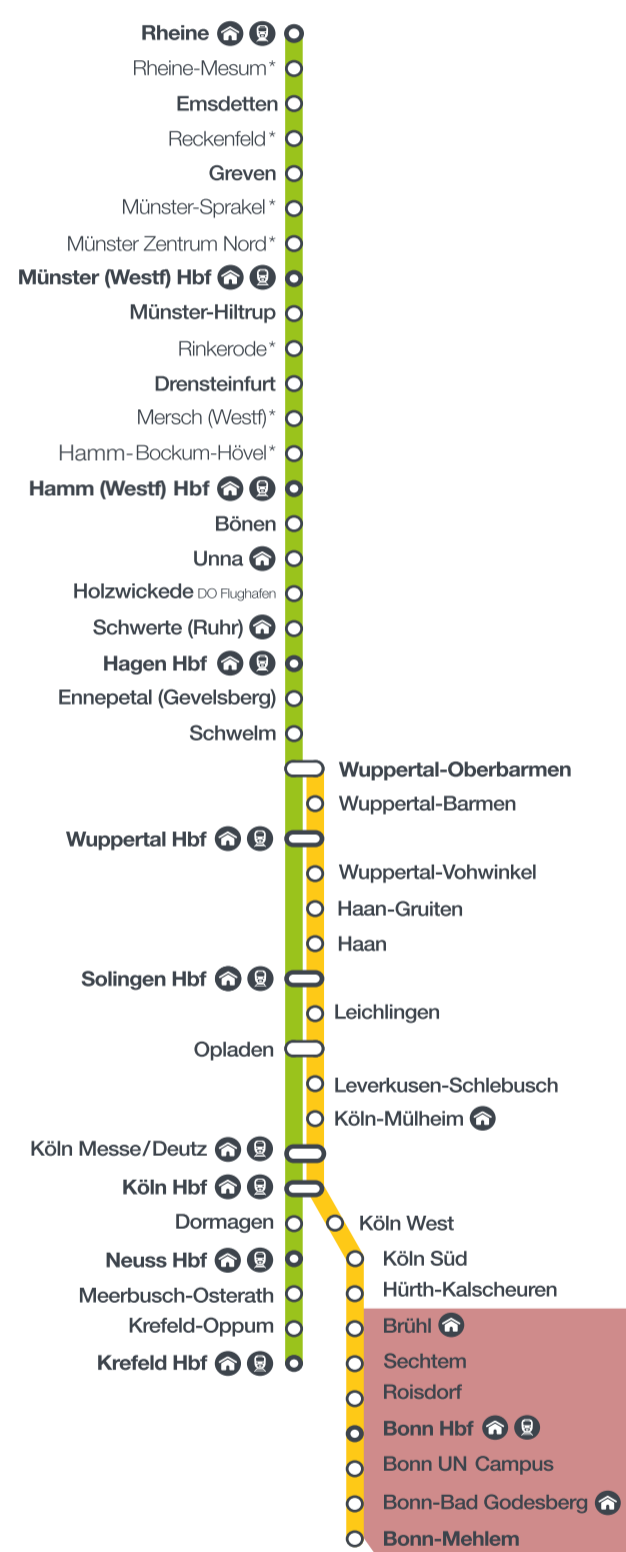 Rheine
Rheine-Mesum*
Emsdetten
Reckenfeld*
Greven
Münster-Sprakel*
Münster Zentrum Nord*
Münster (Westf) Hbf
Münster-Hiltrup
Rinkerode*
Drensteinfurt
Mersch (Westf)*
Hamm-Bockum-Hövel*
Hamm (Westf) Hbf
Bönen
Unna
Holzwickede DO Flughafen
Schwerte (Ruhr)
Hagen Hbf
Ennepetal (Gevelsberg)
Schwelm
Wuppertal-Oberbarmen
Wuppertal-Barmen
Wuppertal Hbf
Wuppertal-Vohwinkel
Haan-Gruiten
Haan
Solingen Hbf
Leichlingen
Opladen
Leverkusen-Schlebusch
Köln-Mülheim
Köln Messe/Deutz
Köln Hbf
Dormagen
Köln West
Neuss Hbf
Köln Süd
Meerbusch-Osterath
Hürth-Kalscheuren
Krefeld-Oppum
Brühl
Krefeld Hbf
Sechtem
Roisdorf
Bonn Hbf
Bonn UN Campus
Bonn-Bad Godesberg
Bonn-Mehlem